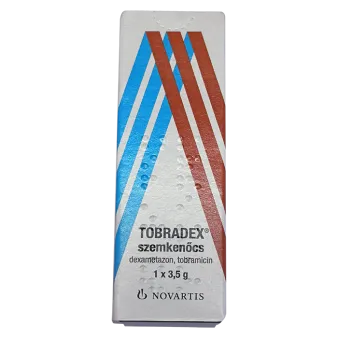 TOBRADEX®
szemkenőcs
dexametazon, tobramicin
1 x 3,5 g
NOVARTIS